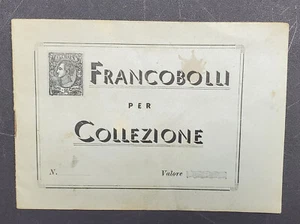 FRANCOBOLLI
PER
COLLEZIONE
N.
Valore